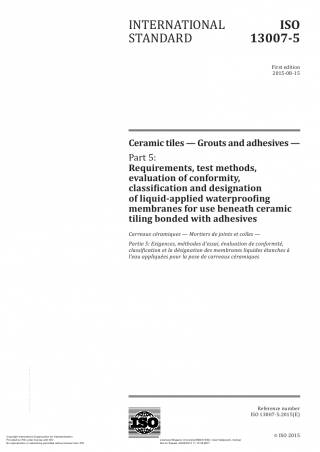 INTERNATIONAL
STANDARD
ISO
13007-5
First edition
2015-08-15
Ceramic tiles — Grouts and adhesives —
Part 5:
Requirements, test methods,
evaluation of conformity,
classification and designation
of liquid-applied waterproofing
membranes for use beneath ceramic
tiling bonded with adhesives
Carreaux céramiques — Mortiers de joints et colles —
Partie 5: Exigences, méthodes d'essai, évaluation de conformité,
classification et la désignation des membranes liquides étanches à
l'eau appliquées pour la pose de carreaux céramiques
Reference number
ISO 13007-5:2015(E)
ISO
© ISO 2015